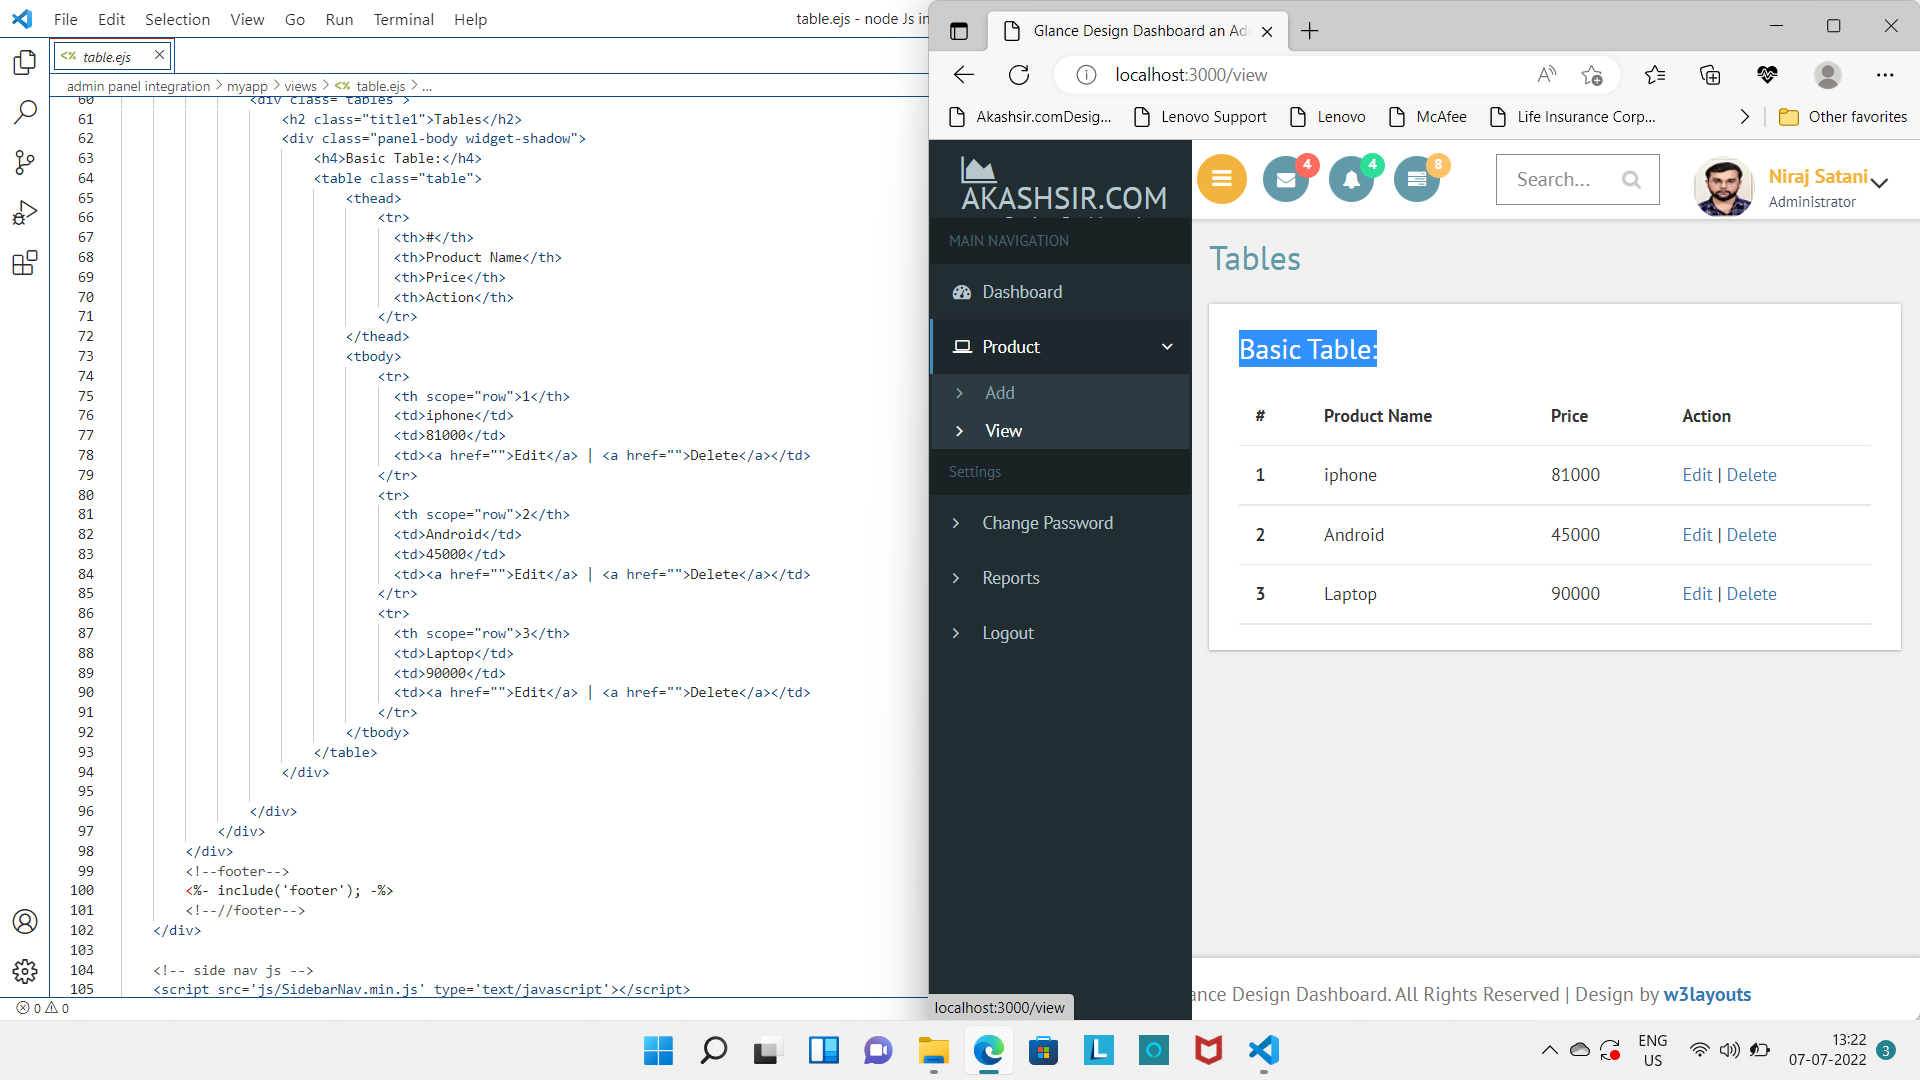 File Edit Selection View Go Run Terminal Help
table.ejs - node Js in
<% table.ejs
admin panel integration > myapp > views > <% table.ejs > ...
60 <div class="tables">
61 <h2 class="title1">Tables</h2>
62 <div class="panel-body widget-shadow">
63 <h4>Basic Table:</h4>
64 <table class="table">
65 <thead>
66 <tr>
67 <th>#</th>
68 <th>Product Name</th>
69 <th>Price</th>
70 <th>Action</th>
71 </tr>
72 </thead>
73 <tbody>
74 <tr>
75 <th scope="row">1</th>
76 <td>iphone</td>
77 <td>81000</td>
78 <td><a href="">Edit</a> | <a href="">Delete</a></td>
79 </tr>
80 <tr>
81 <th scope="row">2</th>
82 <td>Android</td>
83 <td>45000</td>
84 <td><a href="">Edit</a> | <a href="">Delete</a></td>
85 </tr>
86 <tr>
87 <th scope="row">3</th>
88 <td>Laptop</td>
89 <td>90000</td>
90 <td><a href="">Edit</a> | <a href="">Delete</a></td>
91 </tr>
92 </tbody>
93 </table>
94 </div>
95
96 </div>
97 </div>
98 </div>
99 <!--footer-->
100 <%- include('footer'); -%>
101 <!--//footer-->
102 </div>
103
104 <!-- side nav js -->
105 <script src='js/SidebarNav.min.js' type='text/javascript'></script>
0 0
Glance Design Dashboard an Ad
localhost:3000/view
Akashsir.comDesig... Lenovo Support Lenovo McAfee Life Insurance Corp... Other favorites
AKASHSIR.COM
MAIN NAVIGATION
Dashboard
Product
Add
View
Settings
Change Password
Reports
Logout
4 4 8
Search...
Niraj Satani
Administrator
Tables
Basic Table:
# Product Name Price Action
1 iphone 81000 Edit | Delete
2 Android 45000 Edit | Delete
3 Laptop 90000 Edit | Delete
ance Design Dashboard. All Rights Reserved | Design by w3layouts
localhost:3000/view
L
ENG
US
13:22
07-07-2022
3